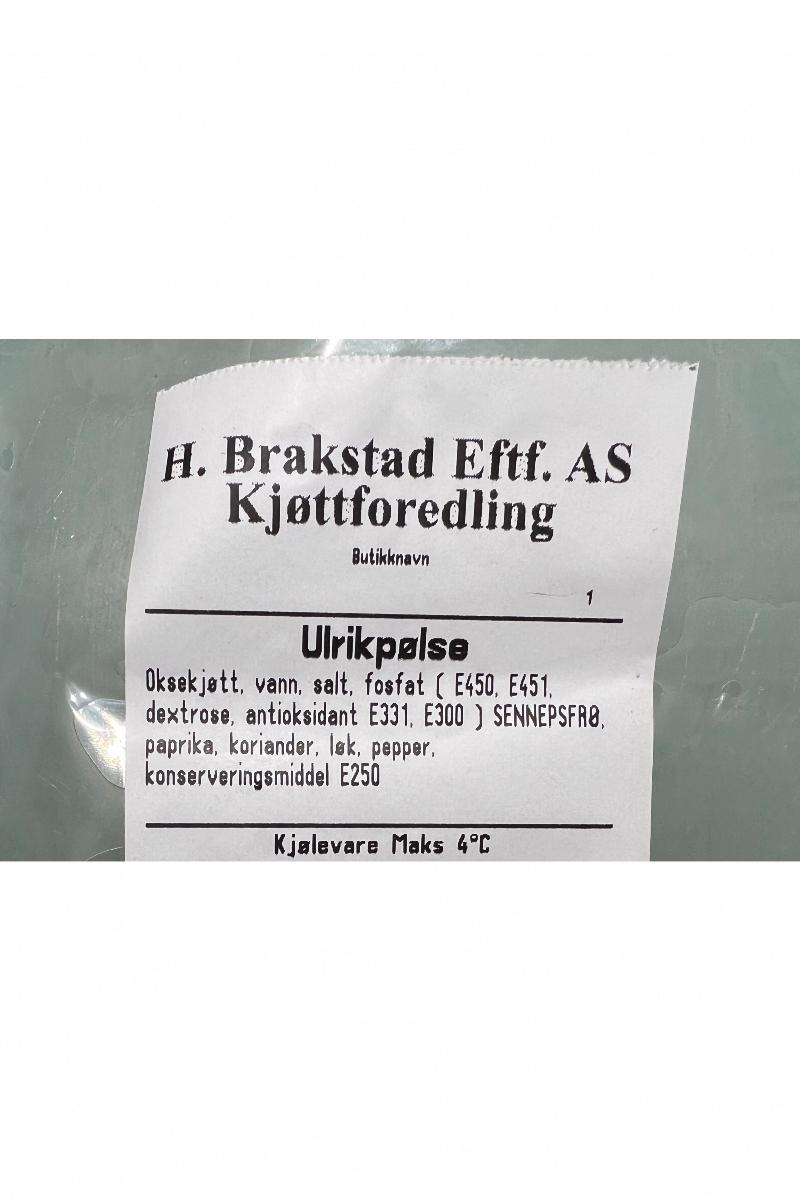 H. Brakstad Eftf. AS
Kjøttforedling
Butikknavn
1
Ulrikpølse
Oksekjøtt, vann, salt, fosfat ( E450, E451,
dextrose, antioksidant E331, E300 ) SENNEPSFRØ,
paprika, koriander, løk, pepper,
konserveringsmiddel E250
Kjølevare Maks 4°C